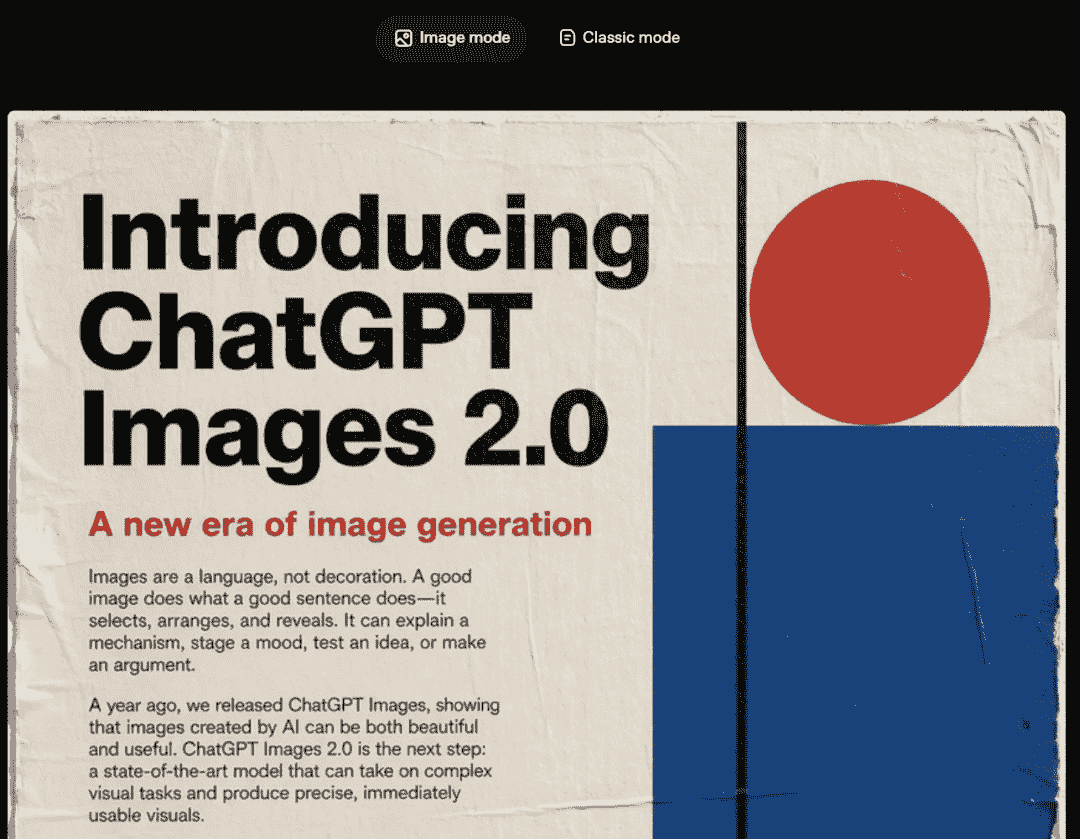 Image mode
Classic mode
Introducing
ChatGPT
Images 2.0
A new era of image generation
Images are a language, not decoration. A good
image does what a good sentence does—it
selects, arranges, and reveals. It can explain a
mechanism, stage a mood, test an idea, or make
an argument.
A year ago, we released ChatGPT Images, showing
that images created by AI can be both beautiful
and useful. ChatGPT Images 2.0 is the next step:
a state-of-the-art model that can take on complex
visual tasks and produce precise, immediately
usable visuals.